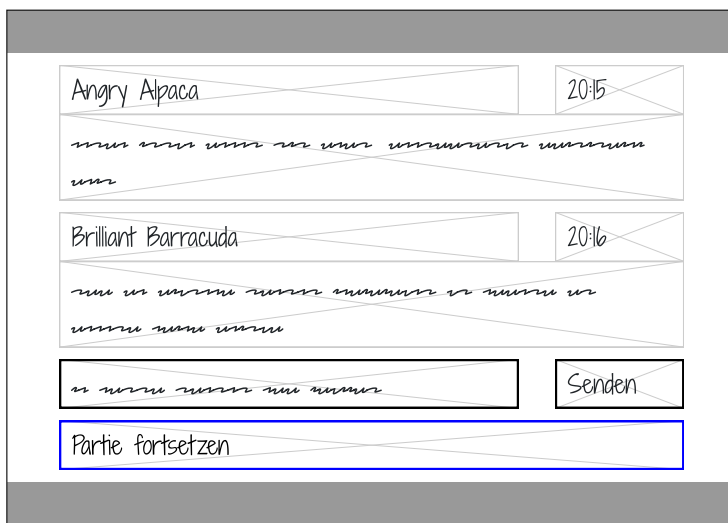 Angry Alpaca
20:15
Brilliant Barracuda
20:16
Senden
Partie fortsetzen